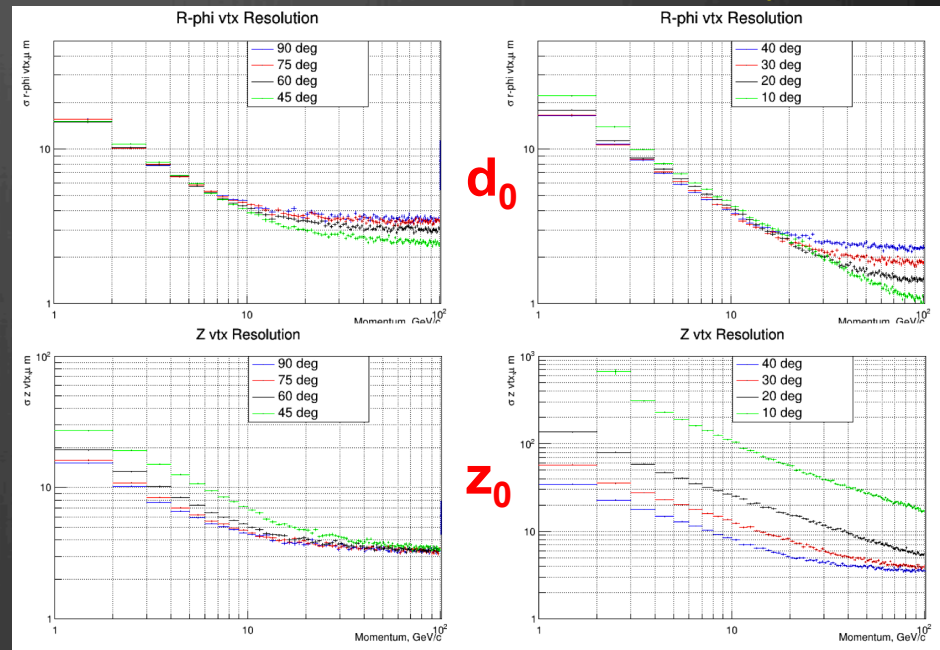 R-phi vtx Resolution
σ r-phi vtx,μ m
90 deg
75 deg
60 deg
45 deg
10
1
1
10
10²
Momentum, GeV/c
R-phi vtx Resolution
σ r-phi vtx,μ m
40 deg
30 deg
20 deg
10 deg
10
1
1
10
10²
Momentum, GeV/c
d₀
Z vtx Resolution
σ z vtx,μ m
90 deg
75 deg
60 deg
45 deg
10²
10
1
1
10
10²
Momentum, GeV/c
Z vtx Resolution
σ z vtx,μ m
40 deg
30 deg
20 deg
10 deg
10³
10²
10
1
1
10
10²
Momentum, GeV/c
z₀